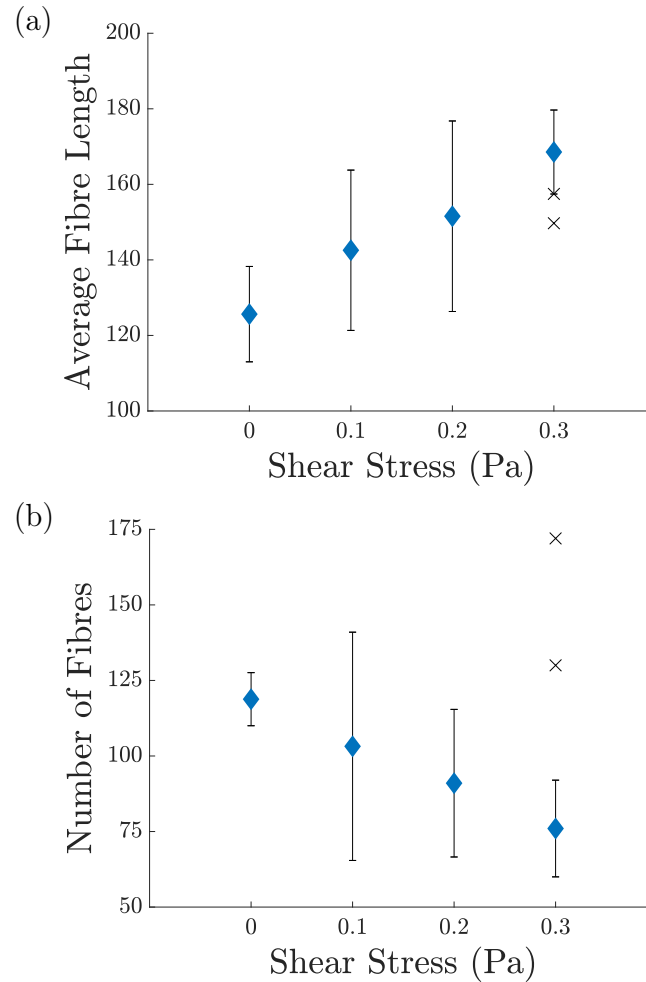 (a)
200
180
160
140
120
100
Average Fibre Length
0 0.1 0.2 0.3
Shear Stress (Pa)
(b)
175
150
125
100
75
50
Number of Fibres
0 0.1 0.2 0.3
Shear Stress (Pa)